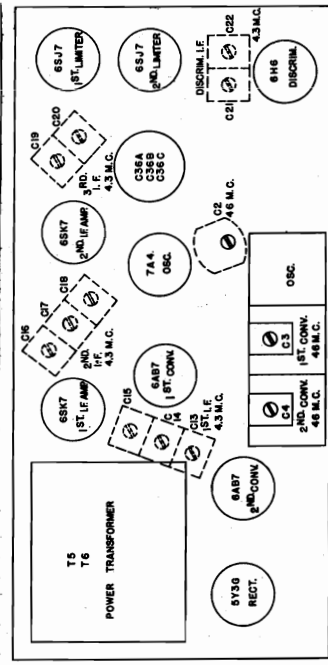 6SJ7
1ST. LIMITER
6SJ7
2ND. LIMITER
DISCRIM. I.F.
4.3 M.C.
C22
C21
6H6
DISCRIM.
C20
C19
3 RD.
I. F.
4.3 M.C.
C36A
C36B
C36C
6SK7
2ND. I.F. AMP.
C18
C17
C16
2ND.
I.F.
4.3 M.C.
7A4
OSC.
C2
46 M.C.
6SK7
1ST. I.F. AMP.
6AB7
1ST. CONV.
C15
C
14
C13
1ST. I.F.
4.3 M.C.
OSC.
C3
1ST. CONV.
46 M.C.
C4
2ND. CONV.
46 M.C.
T5
T6
POWER TRANSFORMER
6AB7
2ND. CONV.
5Y3G
RECT.